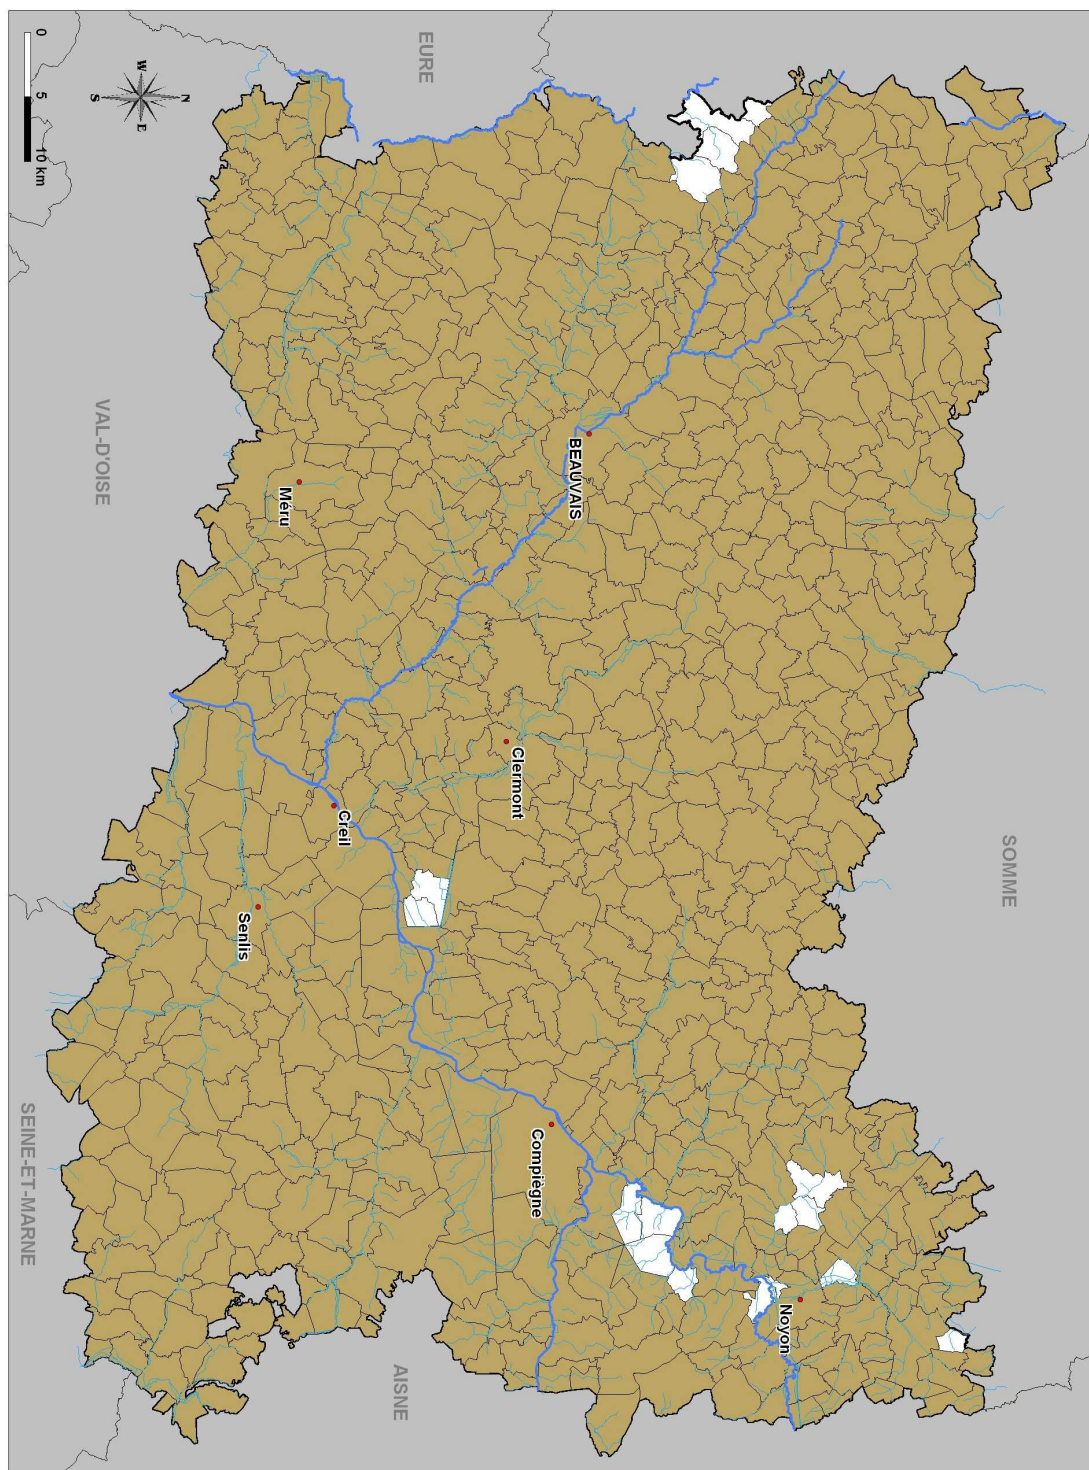 SOMME
EURE
BEAUVAIS
Clermont
Compiègne
Noyon
AISNE
Méru
Creil
Senlis
VAL-D'OISE
SEINE-ET-MARNE
N
W
E
S
0 5 10 km